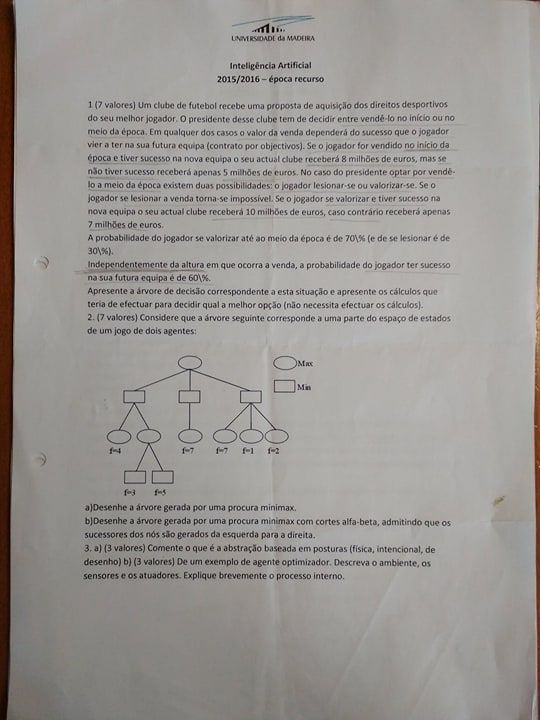 UNIVERSIDADE da MADEIRA
Inteligência Artificial
2015/2016 – época recurso
1 (7 valores) Um clube de futebol recebe uma proposta de aquisição dos direitos desportivos
do seu melhor jogador. O presidente desse clube tem de decidir entre vendê-lo no início ou no
meio da época. Em qualquer dos casos o valor da venda dependerá do sucesso que o jogador
vier a ter na sua futura equipa (contrato por objectivos). Se o jogador for vendido no início da
época e tiver sucesso na nova equipa o seu actual clube receberá 8 milhões de euros, mas se
não tiver sucesso receberá apenas 5 milhões de euros. No caso do presidente optar por vendê-
lo a meio da época existem duas possibilidades: o jogador lesionar-se ou valorizar-se. Se o
jogador se lesionar a venda torna-se impossível. Se o jogador se valorizar e tiver sucesso na
nova equipa o seu actual clube receberá 10 milhões de euros, caso contrário receberá apenas
7 milhões de euros.
A probabilidade do jogador se valorizar até ao meio da época é de 70\% (e de se lesionar é de
30\%).
Independentemente da altura em que ocorra a venda, a probabilidade do jogador ter sucesso
na sua futura equipa é de 60\%.
Apresente a árvore de decisão correspondente a esta situação e apresente os cálculos que
teria de efectuar para decidir qual a melhor opção (não necessita efectuar os cálculos).
2. (7 valores) Considere que a árvore seguinte corresponde a uma parte do espaço de estados
de um jogo de dois agentes:
Max
Min
f=4 f=7 f=7 f=1 f=2
f=3 f=5
a)Desenhe a árvore gerada por uma procura minimax.
b)Desenhe a árvore gerada por uma procura minimax com cortes alfa-beta, admitindo que os
sucessores dos nós são gerados da esquerda para a direita.
3. a) (3 valores) Comente o que é a abstração baseada em posturas (física, intencional, de
desenho) b) (3 valores) De um exemplo de agente optimizador. Descreva o ambiente, os
sensores e os atuadores. Explique brevemente o processo interno.